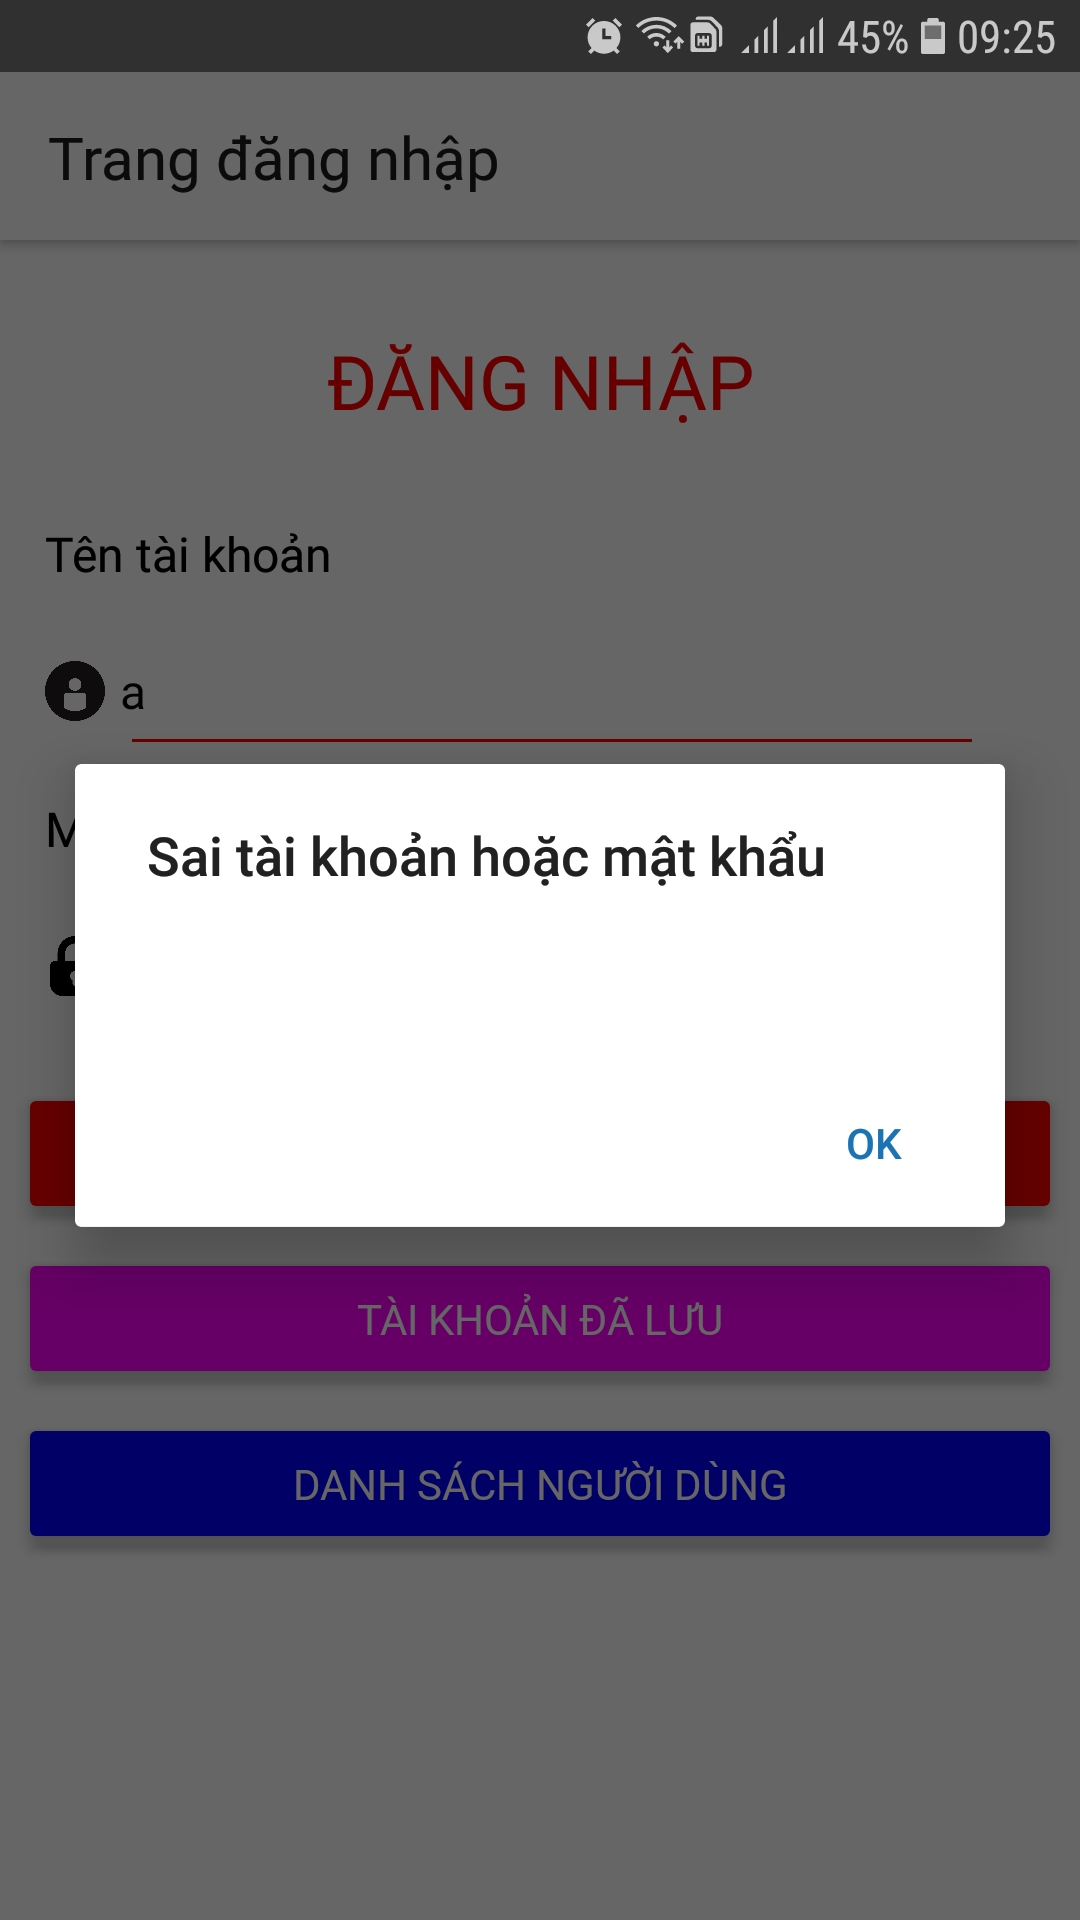 45% 09:25
Trang đăng nhập
ĐĂNG NHẬP
Tên tài khoản
a
M
Sai tài khoản hoặc mật khẩu
OK
TÀI KHOẢN ĐÃ LƯU
DANH SÁCH NGƯỜI DÙNG